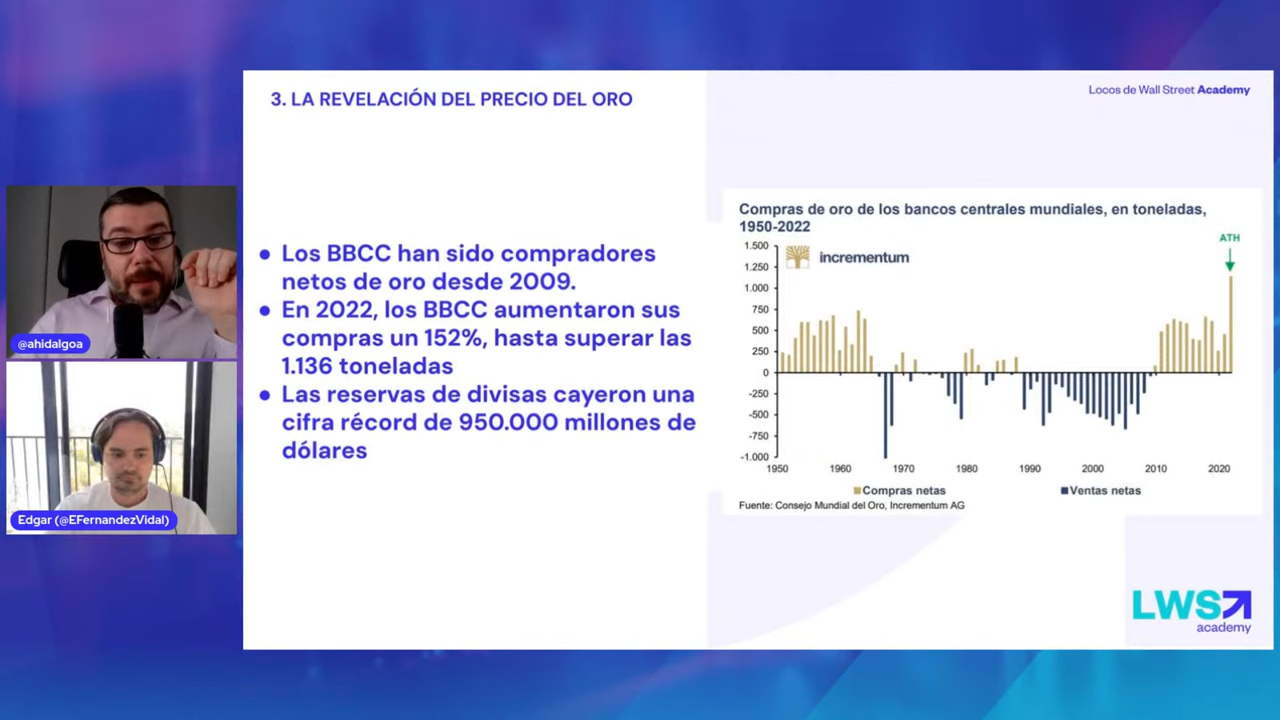 3. LA REVELACIÓN DEL PRECIO DEL ORO
Locos de Wall Street Academy
@ahidalgoa
Edgar (@EFernandezVidal)
● Los BBCC han sido compradores
netos de oro desde 2009.
● En 2022, los BBCC aumentaron sus
compras un 152%, hasta superar las
1.136 toneladas
● Las reservas de divisas cayeron una
cifra récord de 950.000 millones de
dólares
Compras de oro de los bancos centrales mundiales, en toneladas,
1950-2022
ATH
incrementum
1.500
1.250
1.000
750
500
250
0
-250
-500
-750
-1.000
1950 1960 1970 1980 1990 2000 2010 2020
Compras netas Ventas netas
Fuente: Consejo Mundial del Oro, Incrementum AG
LWS
academy